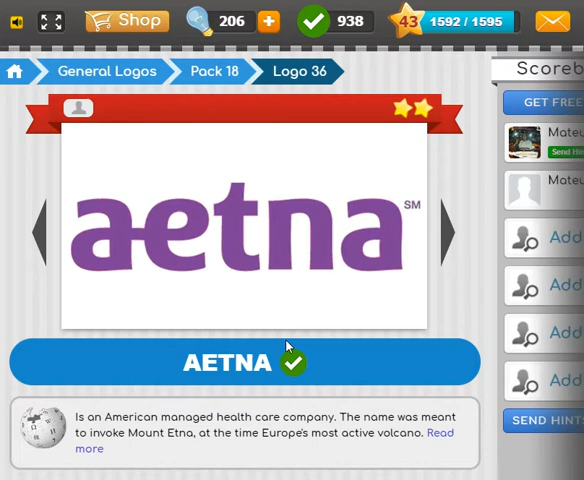 Shop
206
938
43
1592 / 1595
General Logos
Pack 18
Logo 36
Scoreb
GET FREE
Mateu
Send Hin
Mateu
aetna SM
Add
Add
Add
Add
AETNA
SEND HINTS
Is an American managed health care company. The name was meant
to invoke Mount Etna, at the time Europe's most active volcano. Read
more